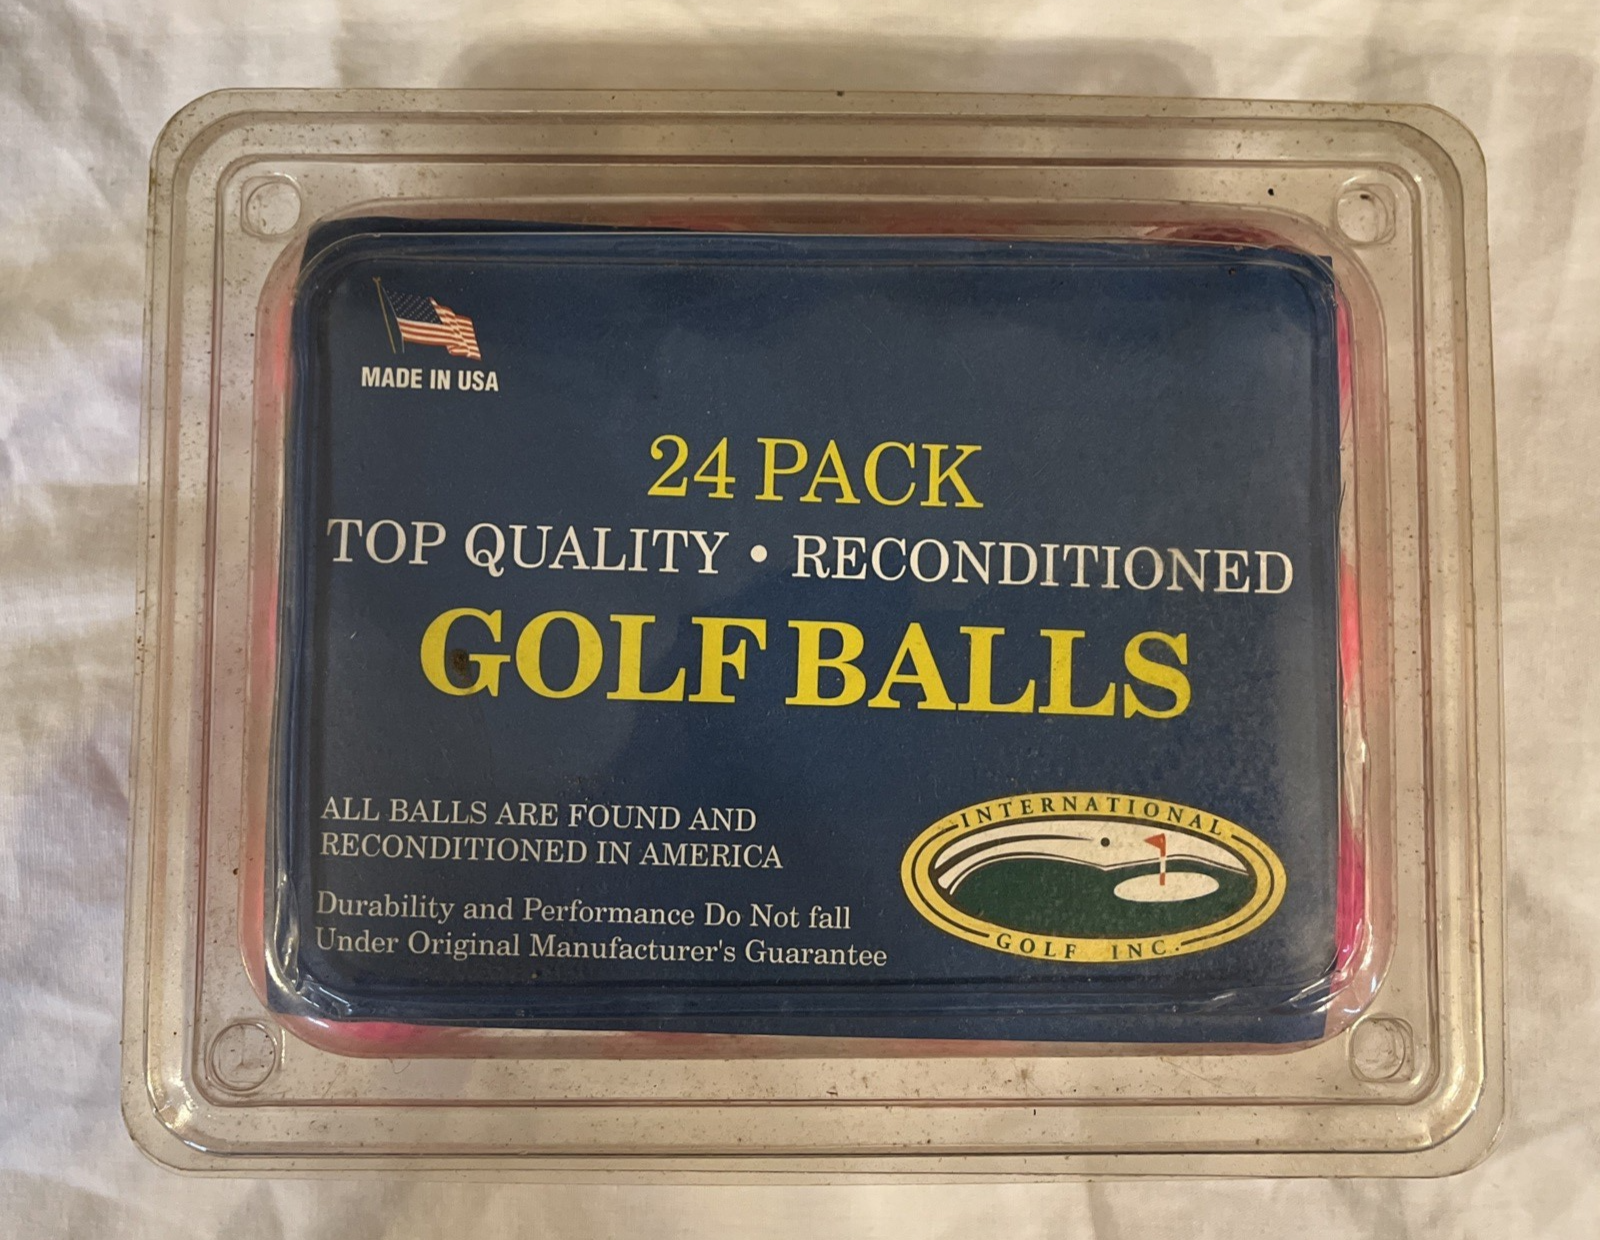 MADE IN USA
24 PACK
TOP QUALITY • RECONDITIONED
GOLF BALLS
ALL BALLS ARE FOUND AND
RECONDITIONED IN AMERICA
Durability and Performance Do Not fall
Under Original Manufacturer's Guarantee
INTERNATIONAL
GOLF INC.